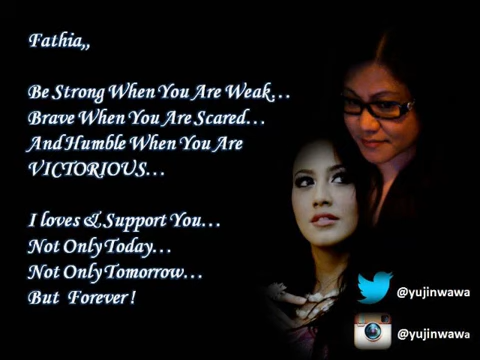 Fathia,,
Be Strong When You Are Weak...
Brave When You Are Scared...
And Humble When You Are
VICTORIOUS...
I loves & Support You...
Not Only Today...
Not Only Tomorrow...
But Forever !
@yujinwawa
@yujinwawa